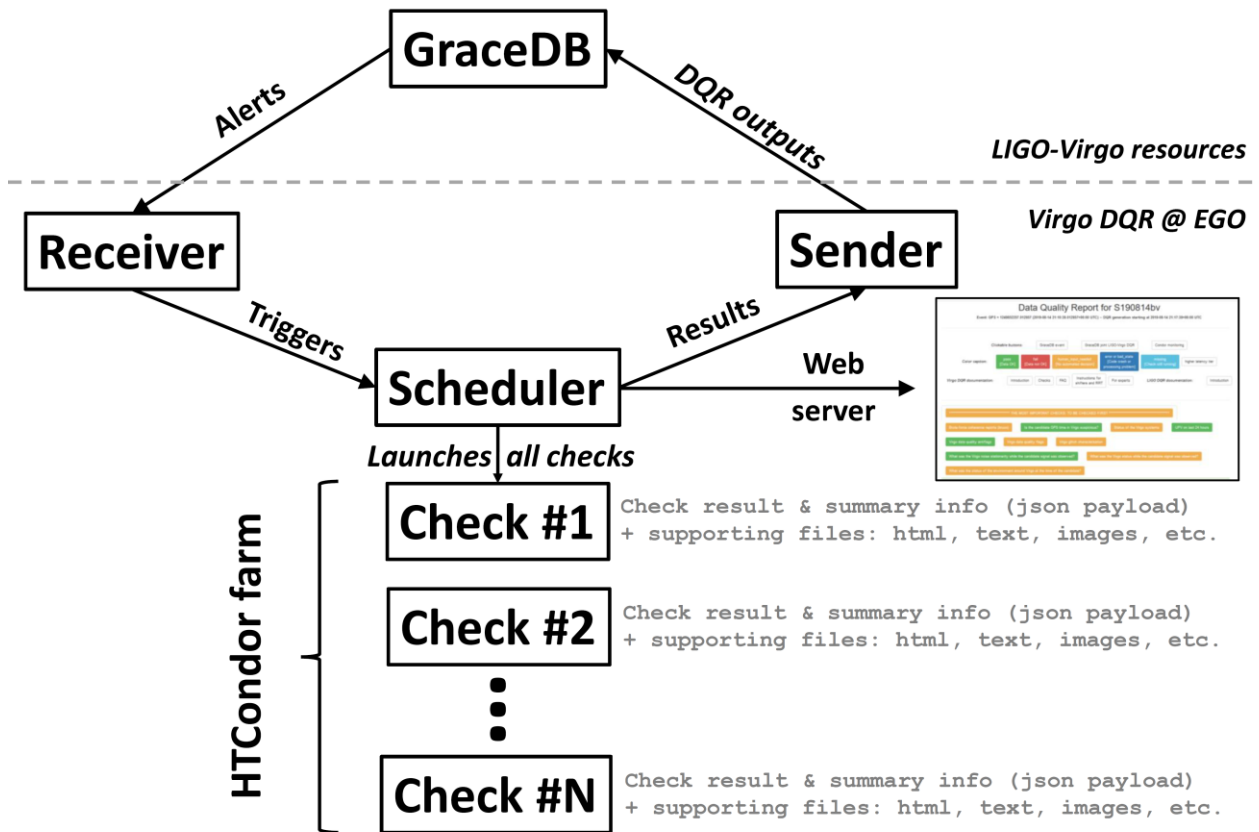 GraceDB
Alerts
DQR outputs
LIGO-Virgo resources
Virgo DQR @ EGO
Receiver
Sender
Triggers
Results
Scheduler
Web
server
Data Quality Report for S190814bv
Launches all checks
HTCondor farm
Check #1
Check result & summary info (json payload)
+ supporting files: html, text, images, etc.
Check #2
Check result & summary info (json payload)
+ supporting files: html, text, images, etc.
Check #N
Check result & summary info (json payload)
+ supporting files: html, text, images, etc.